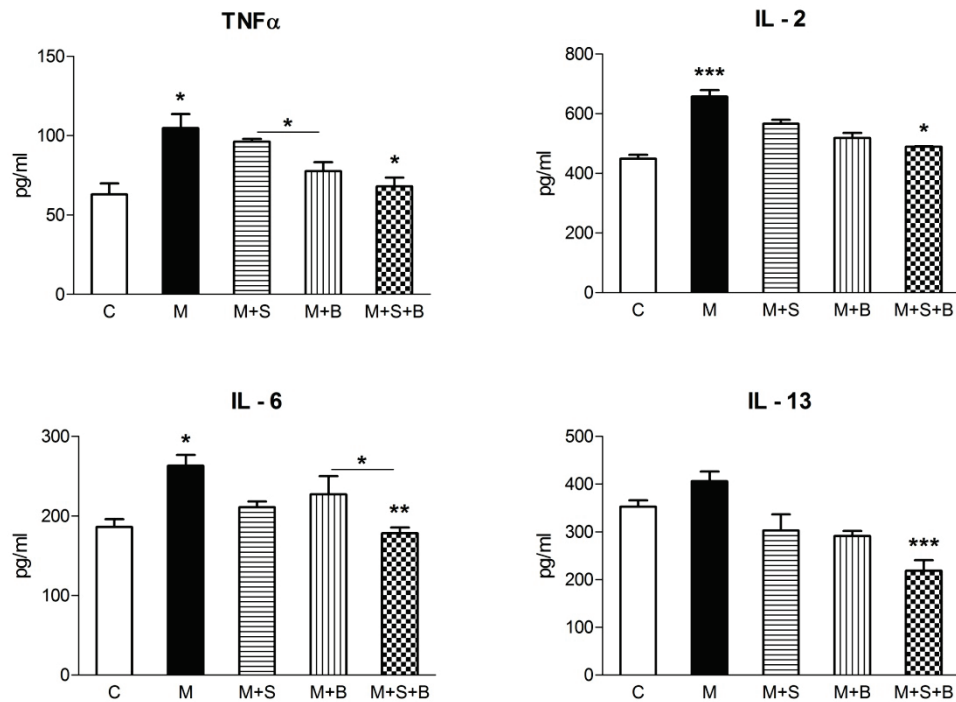 TNFα
150
100
50
0
pg/ml
*
*
*
C M M+S M+B M+S+B
IL - 2
800
600
400
200
0
pg/ml
***
*
C M M+S M+B M+S+B
IL - 6
300
200
100
0
pg/ml
*
*
**
C M M+S M+B M+S+B
IL - 13
500
400
300
200
100
0
pg/ml
***
C M M+S M+B M+S+B